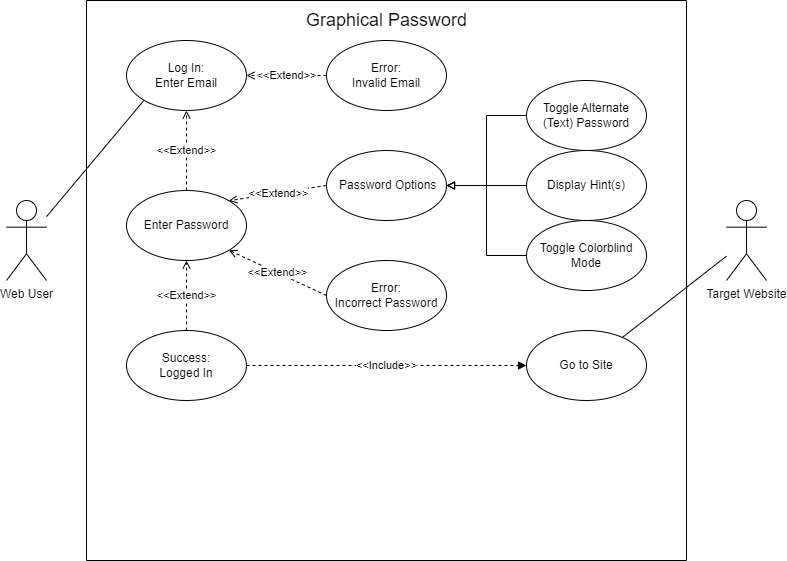 Graphical Password
Log In:
Enter Email
<<Extend>>
Error:
Invalid Email
Toggle Alternate
(Text) Password
<<Extend>>
Password Options
Display Hint(s)
<<Extend>>
Enter Password
Toggle Colorblind
Mode
<<Extend>>
Error:
Incorrect Password
<<Extend>>
Web User
Target Website
Success:
Logged In
<<Include>>
Go to Site